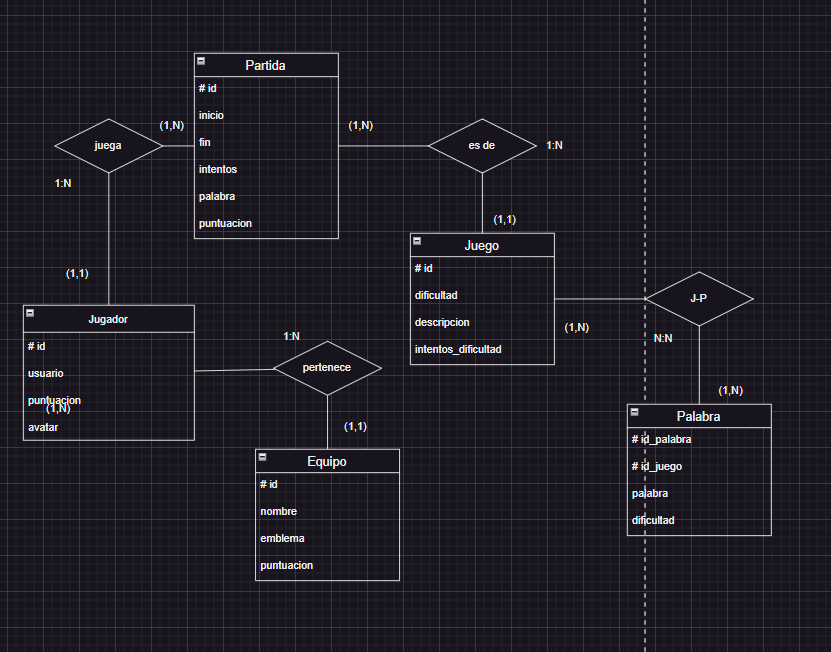 Partida
# id
inicio
fin
intentos
palabra
puntuacion
juega
(1,N)
1:N
(1,1)
(1,N)
es de
1:N
(1,1)
Juego
# id
dificultad
descripcion
intentos_dificultad
(1,N)
J-P
N:N
(1,N)
Jugador
# id
usuario
puntuacion
(1,N)
avatar
1:N
pertenece
(1,1)
Equipo
# id
nombre
emblema
puntuacion
Palabra
# id_palabra
# id_juego
palabra
dificultad